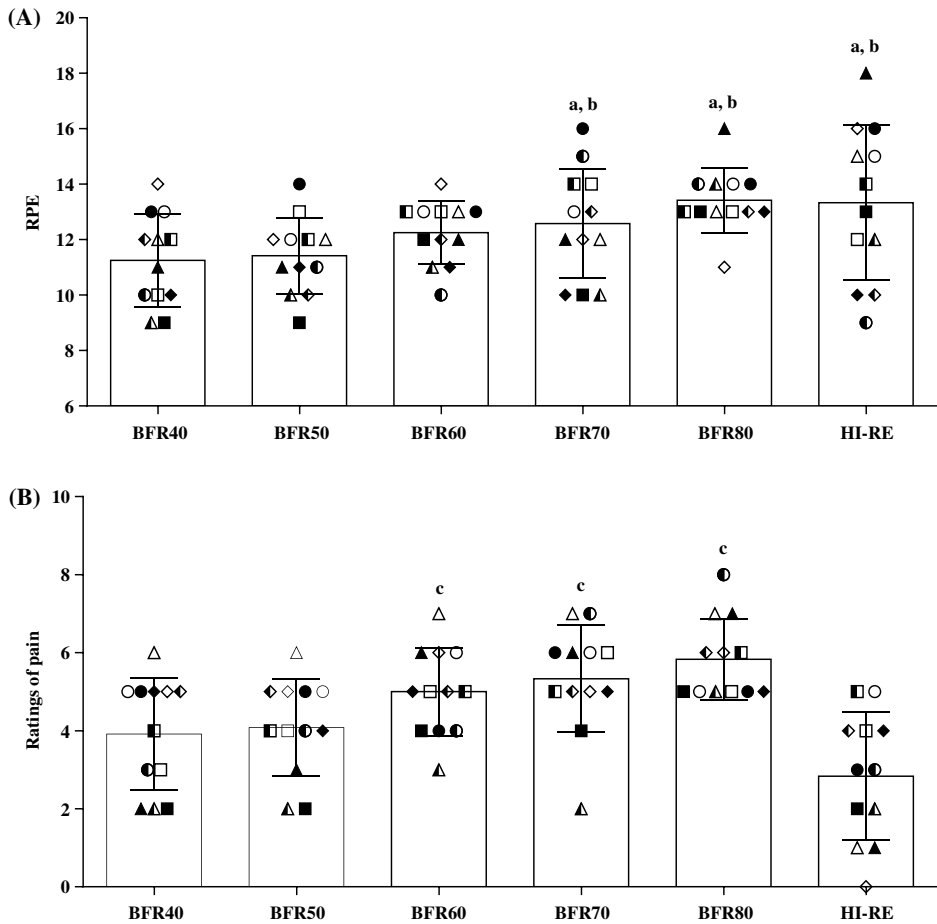 (A)
20
18
16
14
12
10
8
6
RPE
a, b
a, b
a, b
BFR40 BFR50 BFR60 BFR70 BFR80 HI-RE
(B)
10
8
6
4
2
0
Ratings of pain
c
c
c
BFR40 BFR50 BFR60 BFR70 BFR80 HI-RE